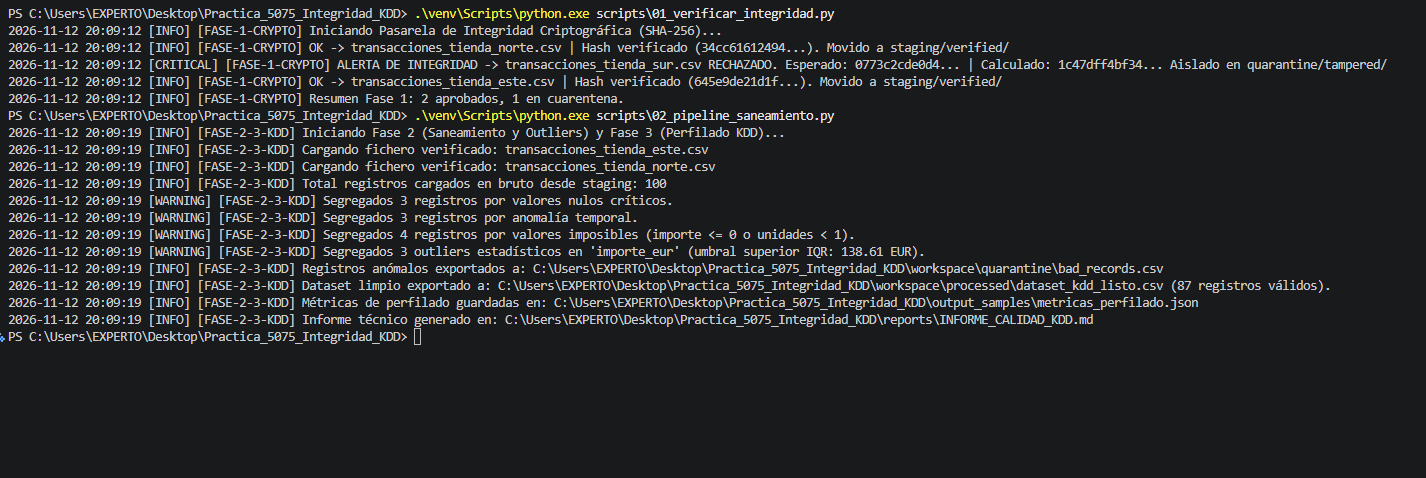 PS C:\Users\EXPERTO\Desktop\Practica_5075_Integridad_KDD> .\venv\Scripts\python.exe scripts\01_verificar_integridad.py
2026-11-12 20:09:12 [INFO] [FASE-1-CRYPTO] Iniciando Pasarela de Integridad Criptográfica (SHA-256)...
2026-11-12 20:09:12 [INFO] [FASE-1-CRYPTO] OK -> transacciones_tienda_norte.csv | Hash verificado (34cc61612494...). Movido a staging/verified/
2026-11-12 20:09:12 [CRITICAL] [FASE-1-CRYPTO] ALERTA DE INTEGRIDAD -> transacciones_tienda_sur.csv RECHAZADO. Esperado: 0773c2cde0d4... | Calculado: 1c47dff4bf34... Aislado en quarantine/tampered/
2026-11-12 20:09:12 [INFO] [FASE-1-CRYPTO] OK -> transacciones_tienda_este.csv | Hash verificado (645e9de21d1f...). Movido a staging/verified/
2026-11-12 20:09:12 [INFO] [FASE-1-CRYPTO] Resumen Fase 1: 2 aprobados, 1 en cuarentena.
PS C:\Users\EXPERTO\Desktop\Practica_5075_Integridad_KDD> .\venv\Scripts\python.exe scripts\02_pipeline_saneamiento.py
2026-11-12 20:09:19 [INFO] [FASE-2-3-KDD] Iniciando Fase 2 (Saneamiento y Outliers) y Fase 3 (Perfilado KDD)...
2026-11-12 20:09:19 [INFO] [FASE-2-3-KDD] Cargando fichero verificado: transacciones_tienda_este.csv
2026-11-12 20:09:19 [INFO] [FASE-2-3-KDD] Cargando fichero verificado: transacciones_tienda_norte.csv
2026-11-12 20:09:19 [INFO] [FASE-2-3-KDD] Total registros cargados en bruto desde staging: 100
2026-11-12 20:09:19 [WARNING] [FASE-2-3-KDD] Segregados 3 registros por valores nulos críticos.
2026-11-12 20:09:19 [WARNING] [FASE-2-3-KDD] Segregados 3 registros por anomalía temporal.
2026-11-12 20:09:19 [WARNING] [FASE-2-3-KDD] Segregados 4 registros por valores imposibles (importe <= 0 o unidades < 1).
2026-11-12 20:09:19 [WARNING] [FASE-2-3-KDD] Segregados 3 outliers estadísticos en 'importe_eur' (umbral superior IQR: 138.61 EUR).
2026-11-12 20:09:19 [INFO] [FASE-2-3-KDD] Registros anómalos exportados a: C:\Users\EXPERTO\Desktop\Practica_5075_Integridad_KDD\workspace\quarantine\bad_records.csv
2026-11-12 20:09:19 [INFO] [FASE-2-3-KDD] Dataset limpio exportado a: C:\Users\EXPERTO\Desktop\Practica_5075_Integridad_KDD\workspace\processed\dataset_kdd_listo.csv (87 registros válidos).
2026-11-12 20:09:19 [INFO] [FASE-2-3-KDD] Métricas de perfilado guardadas en: C:\Users\EXPERTO\Desktop\Practica_5075_Integridad_KDD\output_samples\metricas_perfilado.json
2026-11-12 20:09:19 [INFO] [FASE-2-3-KDD] Informe técnico generado en: C:\Users\EXPERTO\Desktop\Practica_5075_Integridad_KDD\reports\INFORME_CALIDAD_KDD.md
PS C:\Users\EXPERTO\Desktop\Practica_5075_Integridad_KDD>